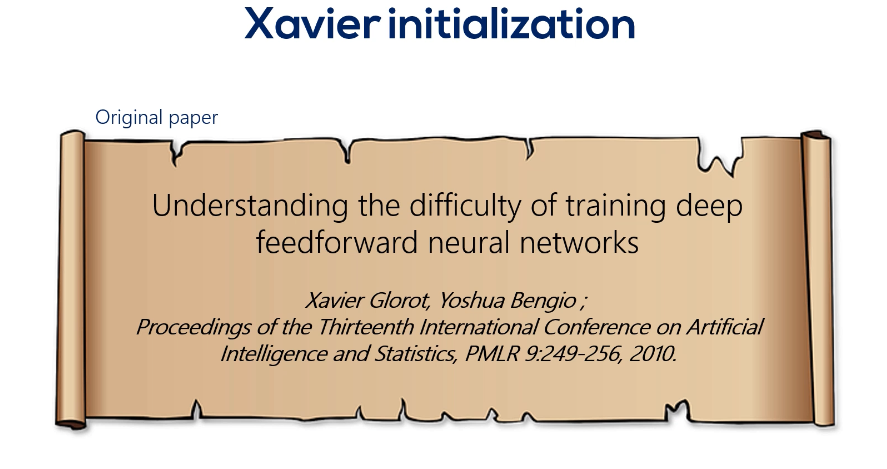 Xavier initialization
Original paper
Understanding the difficulty of training deep
feedforward neural networks
Xavier Glorot, Yoshua Bengio ;
Proceedings of the Thirteenth International Conference on Artificial
Intelligence and Statistics, PMLR 9:249-256, 2010.